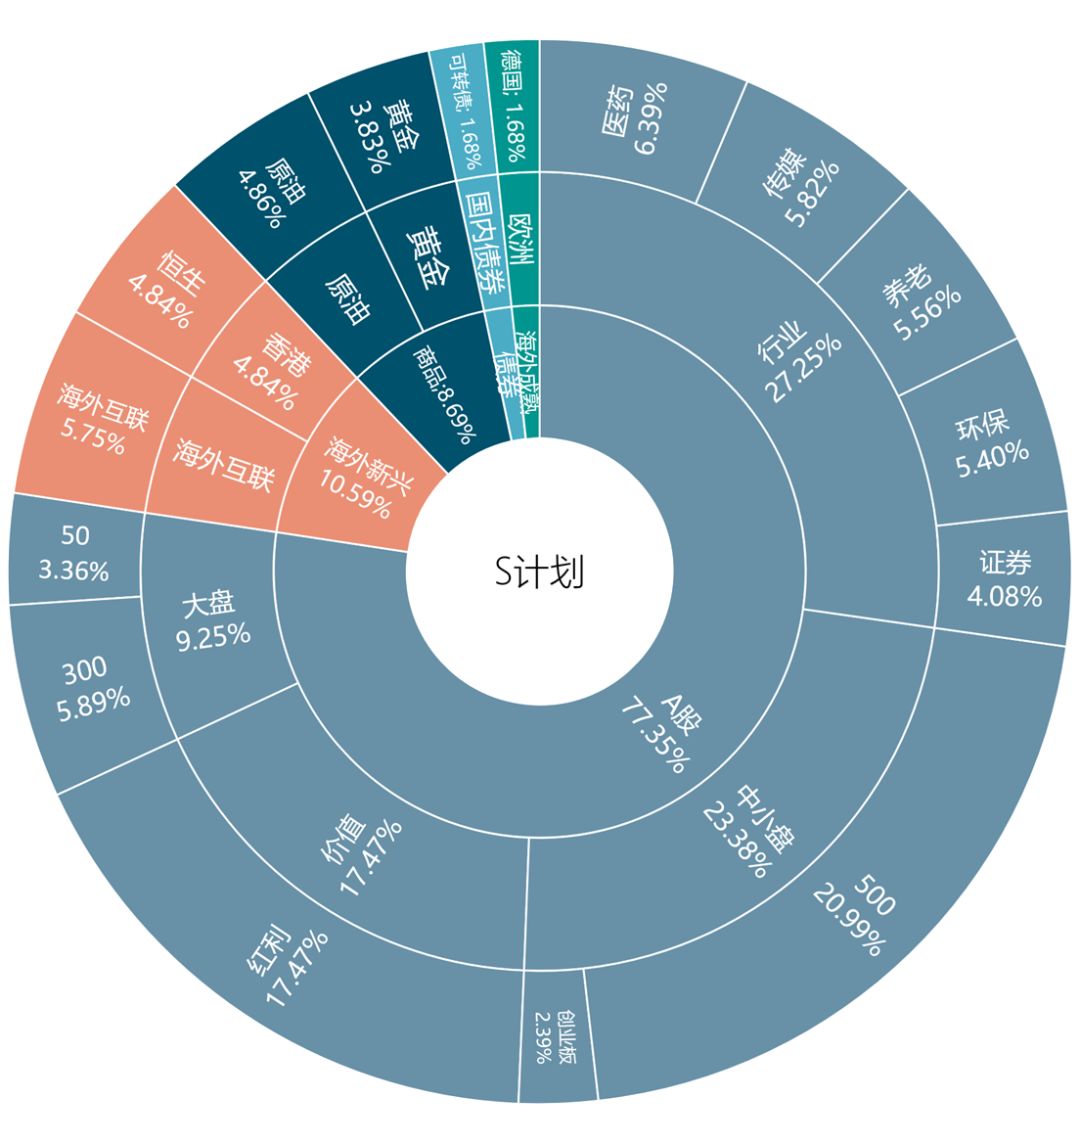 S计划
A股
77.35%
海外新兴
10.59%
商品;8.69%
债券
海外成熟
行业
27.25%
中小盘
23.38%
价值
17.47%
大盘
9.25%
海外互联
香港
4.84%
原油
黄金
国内债券
欧洲
医药
6.39%
传媒
5.82%
养老
5.56%
环保
5.40%
证券
4.08%
500
20.99%
创业板
2.39%
红利
17.47%
300
5.89%
50
3.36%
海外互联
5.75%
恒生
4.84%
原油
4.86%
黄金
3.83%
可转债; 1.68%
德国; 1.68%